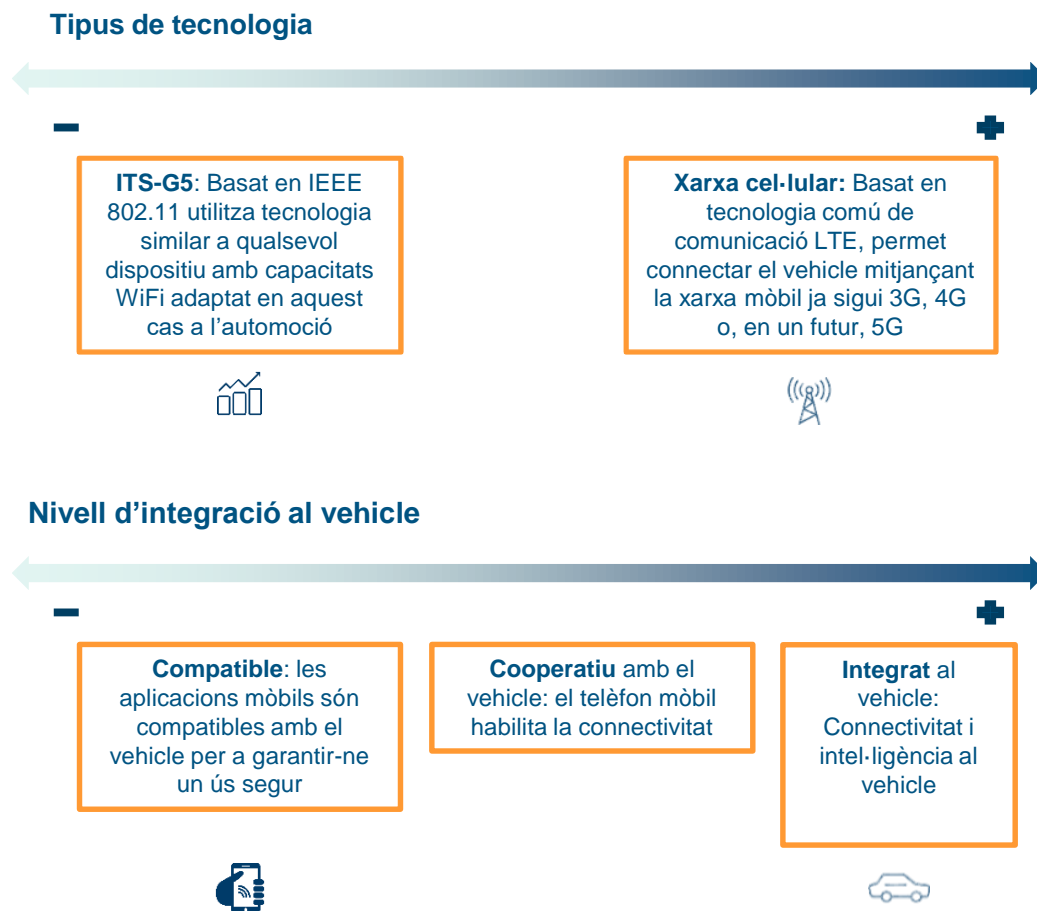 Tipus de tecnologia
ITS-G5: Basat en IEEE
802.11 utilitza tecnologia
similar a qualsevol
dispositiu amb capacitats
WiFi adaptat en aquest
cas a l’automoció
Xarxa cel·lular: Basat en
tecnologia comú de
comunicació LTE, permet
connectar el vehicle mitjançant
la xarxa mòbil ja sigui 3G, 4G
o, en un futur, 5G
Nivell d’integració al vehicle
Compatible: les
aplicacions mòbils són
compatibles amb el
vehicle per a garantir-ne
un ús segur
Cooperatiu amb el
vehicle: el telèfon mòbil
habilita la connectivitat
Integrat al
vehicle:
Connectivitat i
intel·ligència al
vehicle